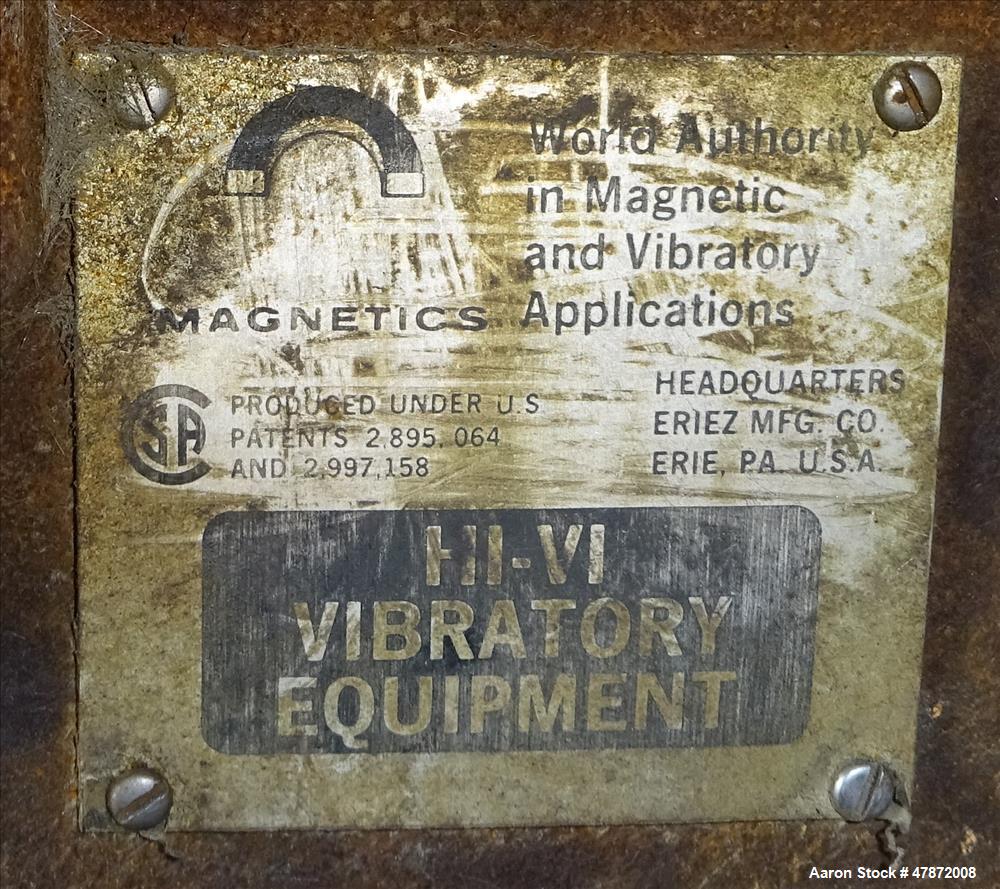 World Authority
in Magnetic
and Vibratory
Applications
MAGNETICS
CSA
PRODUCED UNDER U.S
PATENTS 2,895,064
AND 2,997,158
HEADQUARTERS
ERIEZ MFG. CO.
ERIE, PA. U.S.A.
HI-VI
VIBRATORY
EQUIPMENT
Aaron Stock # 47872008